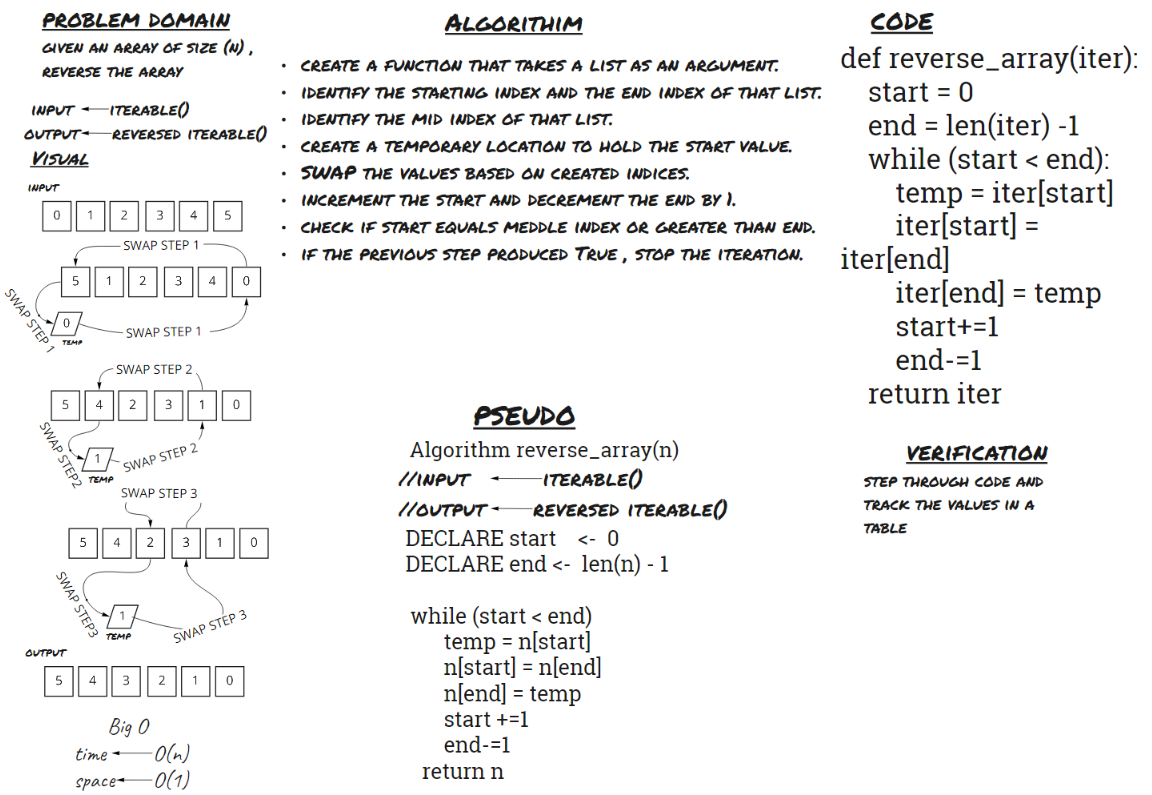 PROBLEM DOMAIN
GIVEN AN ARRAY OF SIZE (N) ,
REVERSE THE ARRAY
INPUT ITERABLE()
OUTPUT REVERSED ITERABLE()
VISUAL
INPUT
0 1 2 3 4 5
SWAP STEP 1
5 1 2 3 4 0
SWAP STEP 1
0
TEMP
SWAP STEP 1
SWAP STEP 2
5 4 2 3 1 0
SWAP STEP2
1
TEMP
SWAP STEP 2
SWAP STEP 3
5 4 2 3 1 0
SWAP STEP3
1
TEMP
SWAP STEP 3
OUTPUT
5 4 3 2 1 0
Big O
time O(n)
space O(1)
ALGORITHIM
• CREATE A FUNCTION THAT TAKES A LIST AS AN ARGUMENT.
• IDENTIFY THE STARTING INDEX AND THE END INDEX OF THAT LIST.
• IDENTIFY THE MID INDEX OF THAT LIST.
• CREATE A TEMPORARY LOCATION TO HOLD THE START VALUE.
• SWAP THE VALUES BASED ON CREATED INDICES.
• INCREMENT THE START AND DECREMENT THE END BY 1.
• CHECK IF START EQUALS MEDDLE INDEX OR GREATER THAN END.
• IF THE PREVIOUS STEP PRODUCED TRUE , STOP THE ITERATION.
PSEUDO
Algorithm reverse_array(n)
//INPUT ITERABLE()
//OUTPUT REVERSED ITERABLE()
DECLARE start <- 0
DECLARE end <- len(n) - 1
while (start < end)
temp = n[start]
n[start] = n[end]
n[end] = temp
start +=1
end-=1
return n
CODE
def reverse_array(iter):
start = 0
end = len(iter) -1
while (start < end):
temp = iter[start]
iter[start] =
iter[end]
iter[end] = temp
start+=1
end-=1
return iter
VERIFICATION
STEP THROUGH CODE AND
TRACK THE VALUES IN A
TABLE